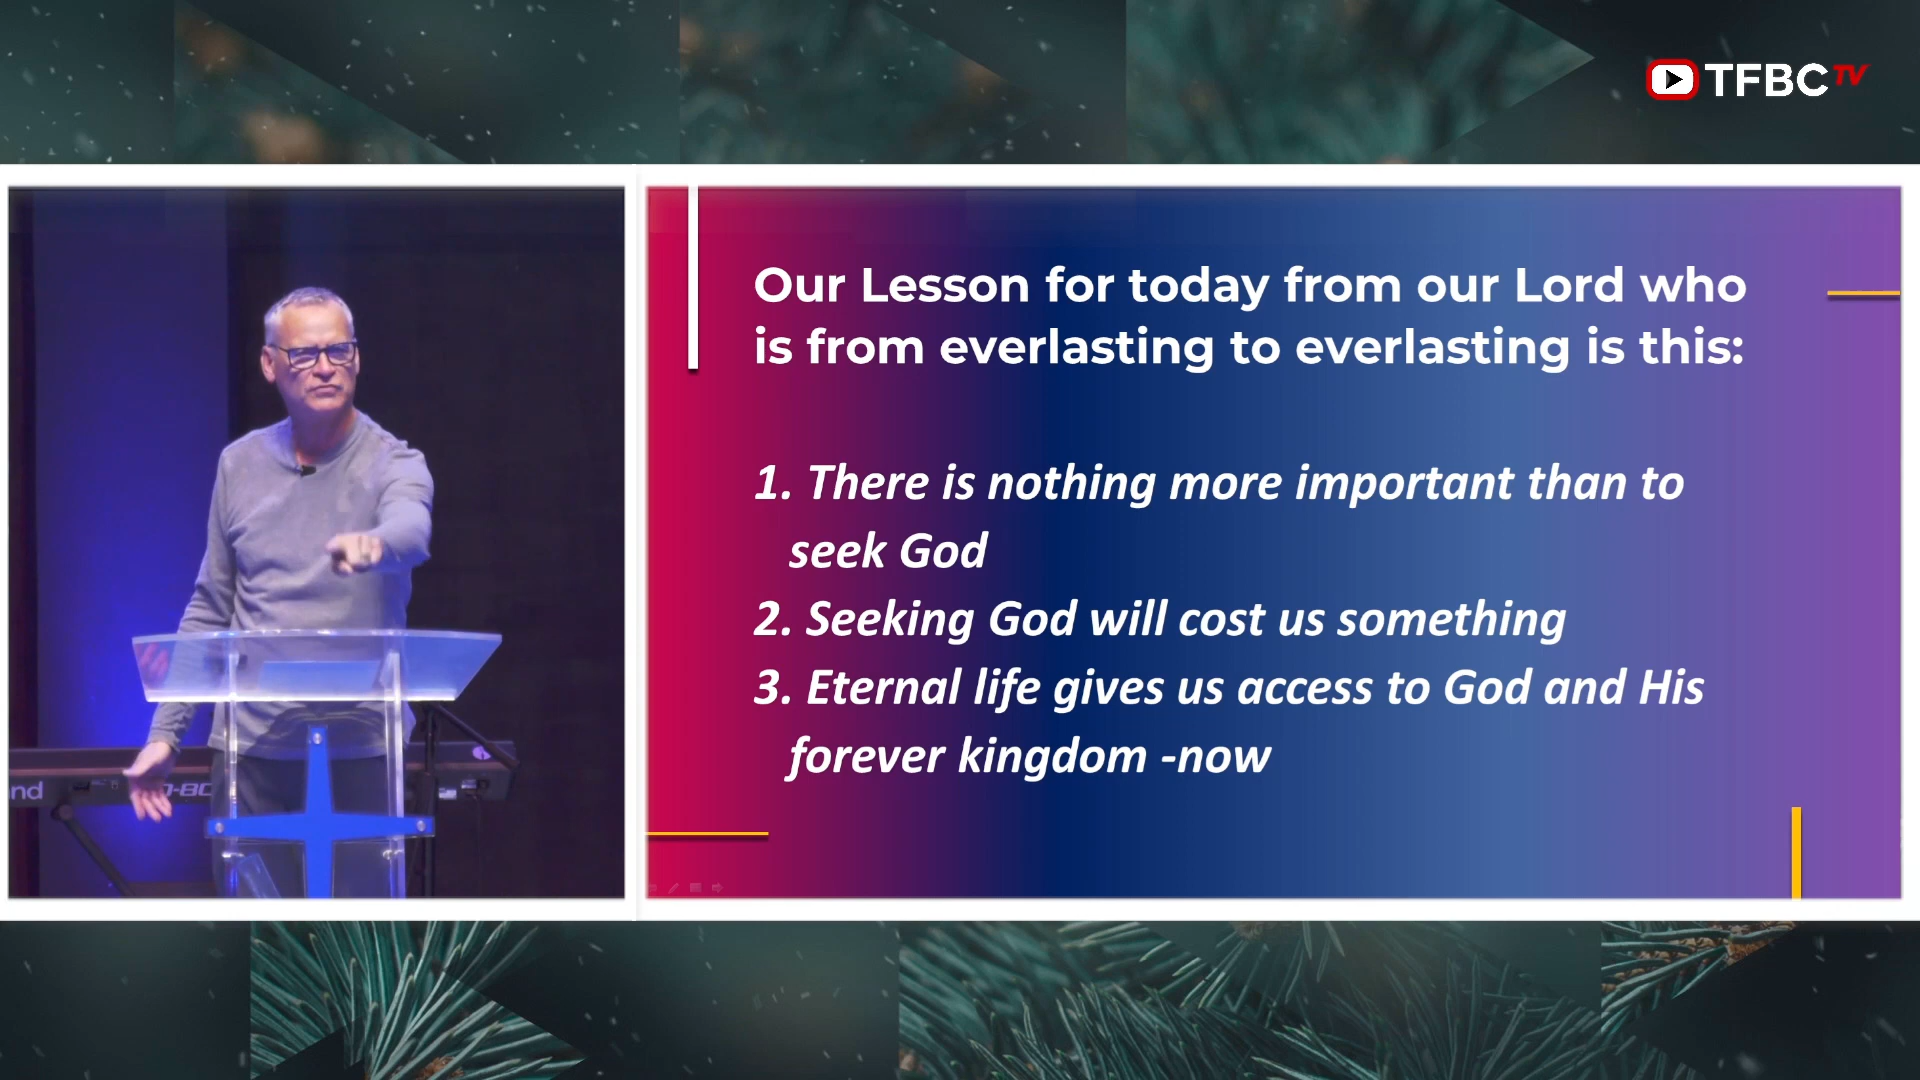 TFBC TV
Our Lesson for today from our Lord who
is from everlasting to everlasting is this:
1. There is nothing more important than to
seek God
2. Seeking God will cost us something
3. Eternal life gives us access to God and His
forever kingdom -now
nd